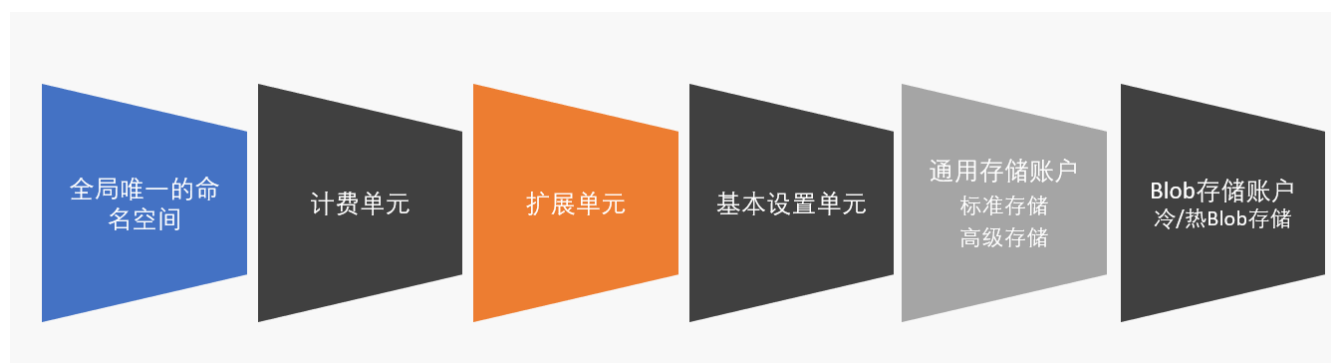 全局唯一的命
名空间
计费单元
扩展单元
基本设置单元
通用存储账户
标准存储
高级存储
Blob存储账户
冷/热Blob存储